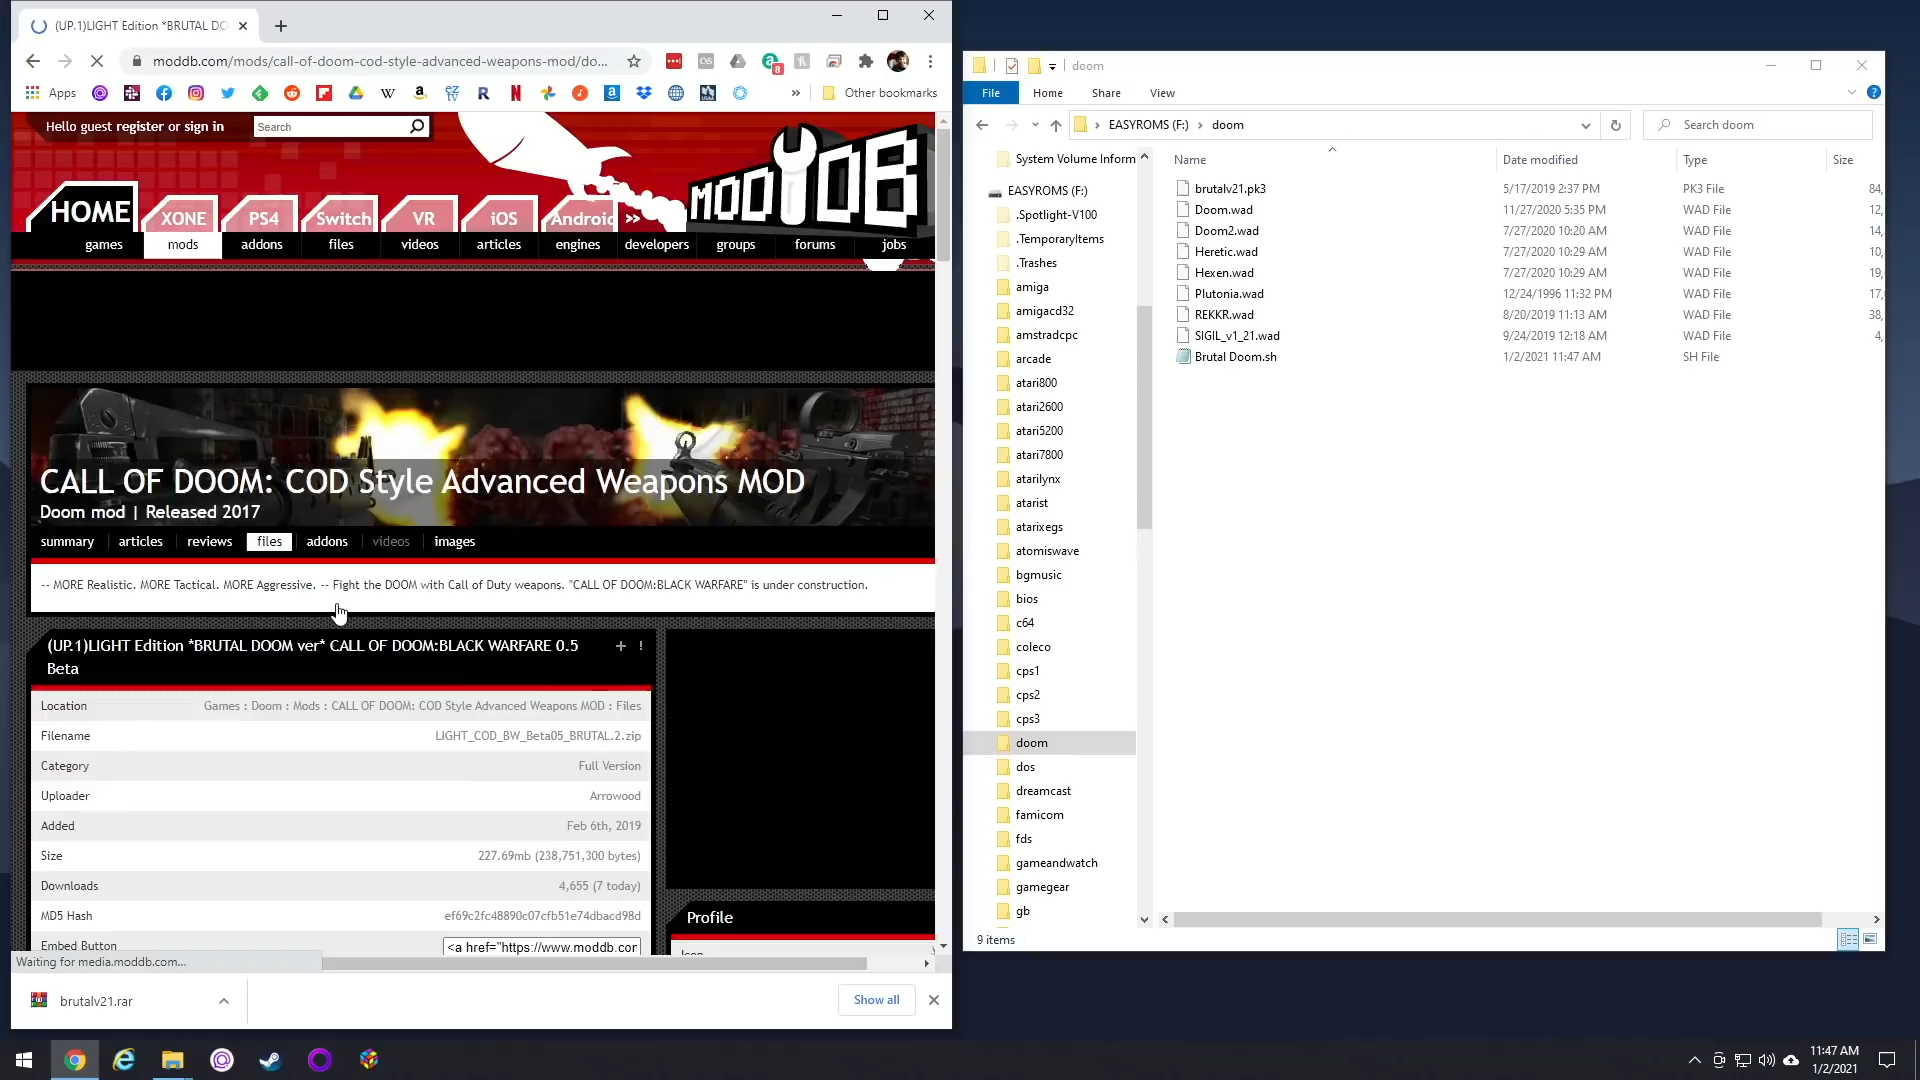 (UP.1)LIGHT Edition *BRUTAL DO
moddb.com/mods/call-of-doom-cod-style-advanced-weapons-mod/do...
8
Apps
W
R
N
»
Other bookmarks
Hello guest register or sign in
Search
MODDB
HOME
XONE
PS4
Switch
VR
iOS
Android
»
games
mods
addons
files
videos
articles
engines
developers
groups
forums
jobs
CALL OF DOOM: COD Style Advanced Weapons MOD
Doom mod | Released 2017
summary
articles
reviews
files
addons
videos
images
-- MORE Realistic. MORE Tactical. MORE Aggressive. -- Fight the DOOM with Call of Duty weapons. "CALL OF DOOM:BLACK WARFARE" is under construction.
(UP.1)LIGHT Edition *BRUTAL DOOM ver* CALL OF DOOM:BLACK WARFARE 0.5
Beta
+ !
Location Games : Doom : Mods : CALL OF DOOM: COD Style Advanced Weapons MOD : Files
Filename LIGHT_COD_BW_Beta05_BRUTAL.2.zip
Category Full Version
Uploader Arrowood
Added Feb 6th, 2019
Size 227.69mb (238,751,300 bytes)
Downloads 4,655 (7 today)
MD5 Hash ef69c2fc48890c07cfb51e74dbacd98d
Embed Button <a href="https://www.moddb.con
Profile
Icon
Waiting for media.moddb.com...
brutalv21.rar
Show all
doom
File
Home
Share
View
EASYROMS (F:) › doom
Search doom
System Volume Inform
EASYROMS (F:)
.Spotlight-V100
.TemporaryItems
.Trashes
amiga
amigacd32
amstradcpc
arcade
atari800
atari2600
atari5200
atari7800
atarilynx
atarist
atarixegs
atomiswave
bgmusic
bios
c64
coleco
cps1
cps2
cps3
doom
dos
dreamcast
famicom
fds
gameandwatch
gamegear
gb
Name Date modified Type Size
brutalv21.pk3 5/17/2019 2:37 PM PK3 File 84,
Doom.wad 11/27/2020 5:35 PM WAD File 12,
Doom2.wad 7/27/2020 10:20 AM WAD File 14,
Heretic.wad 7/27/2020 10:29 AM WAD File 10,
Hexen.wad 7/27/2020 10:29 AM WAD File 19,
Plutonia.wad 12/24/1996 11:32 PM WAD File 17,
REKKR.wad 8/20/2019 11:13 AM WAD File 38,
SIGIL_v1_21.wad 9/24/2019 12:18 AM WAD File 4,
Brutal Doom.sh 1/2/2021 11:47 AM SH File
9 items
11:47 AM
1/2/2021